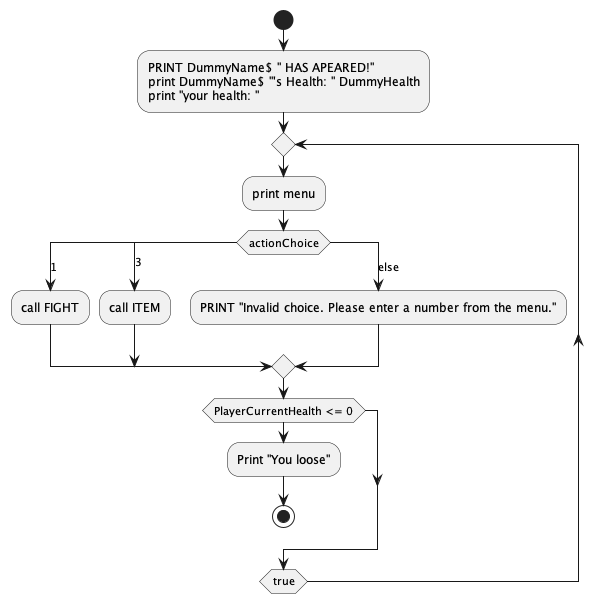 PRINT DummyName$ " HAS APEARED!"
print DummyName$ "'s Health: " DummyHealth
print "your health: "
print menu
actionChoice
1
3
else
call FIGHT
call ITEM
PRINT "Invalid choice. Please enter a number from the menu."
PlayerCurrentHealth <= 0
Print "You loose"
true